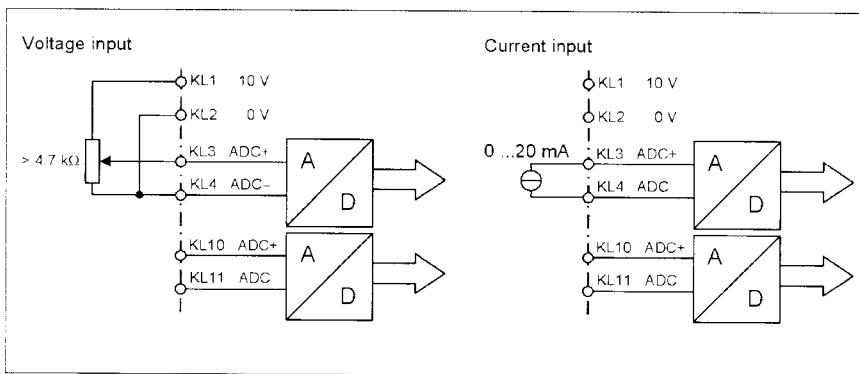 Voltage input
KL1 10 V
KL2 0 V
> 4.7 kΩ
KL3 ADC+
KL4 ADC−
A
D
KL10 ADC+
KL11 ADC
A
D
Current input
KL1 10 V
KL2 0 V
0 ...20 mA
KL3 ADC+
KL4 ADC
A
D
KL10 ADC+
KL11 ADC
A
D